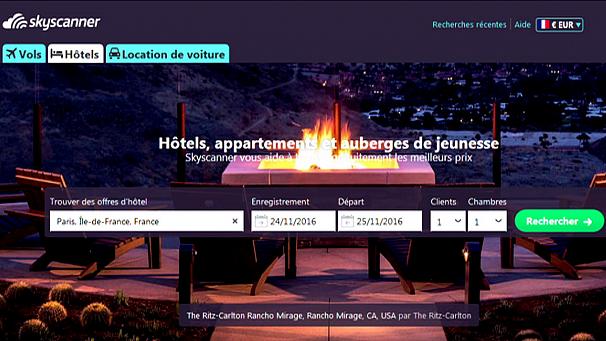 skyscanner
Recherches récentes Aide € EUR
Vols Hôtels Location de voiture
Hôtels, appartements et auberges de jeunesse
Skyscanner vous aide à gratuitement les meilleurs prix
Trouver des offres d'hôtel Enregistrement Départ Clients Chambres
Paris, Île-de-France, France × 24/11/2016 25/11/2016 1 1 Rechercher →
The Ritz-Carlton Rancho Mirage, Rancho Mirage, CA, USA par The Ritz-Carlton